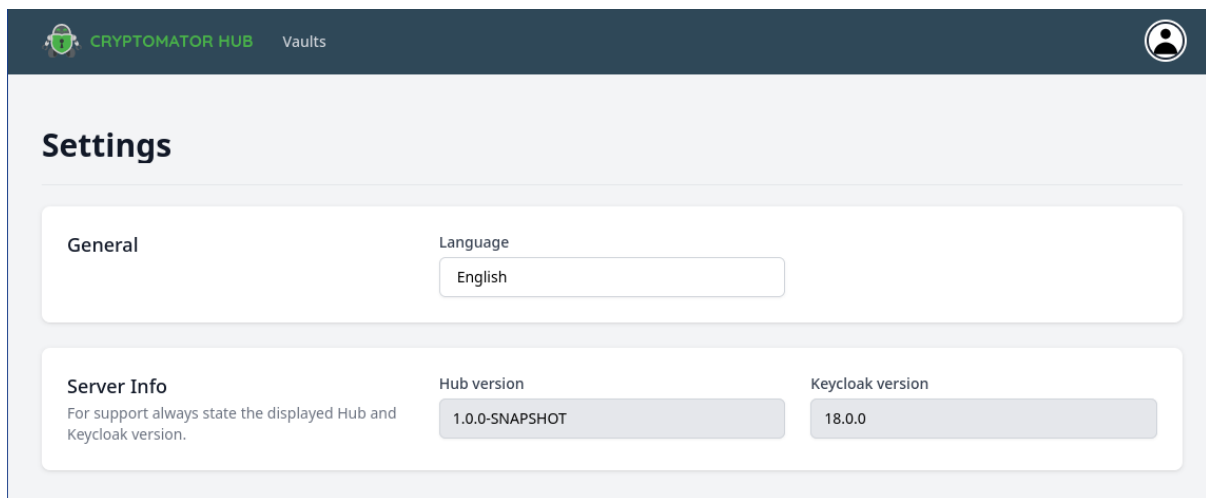 CRYPTOMATOR HUB Vaults
Settings
General
Language
English
Server Info
For support always state the displayed Hub and
Keycloak version.
Hub version
1.0.0-SNAPSHOT
Keycloak version
18.0.0